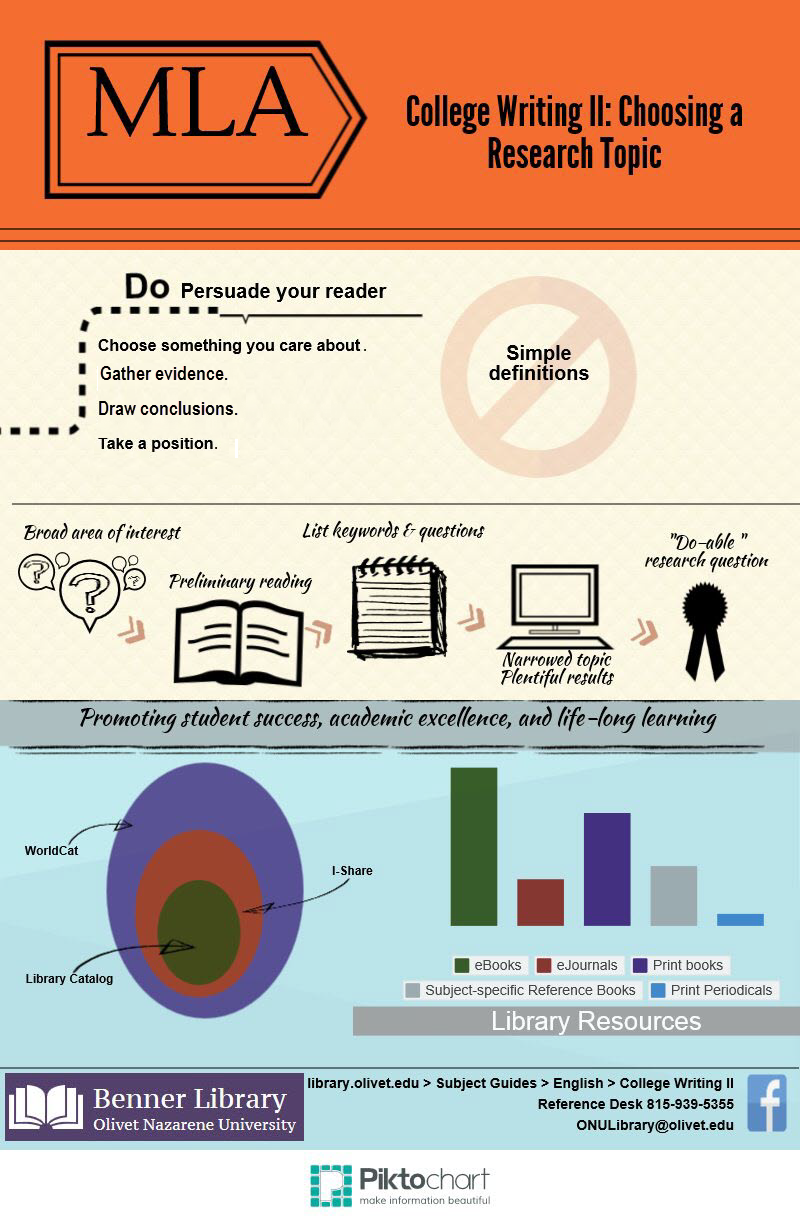 MLA
College Writing II: Choosing a
Research Topic
Do Persuade your reader
Choose something you care about.
Gather evidence.
Draw conclusions.
Take a position.
Simple
definitions
Broad area of interest
?
?
?
Preliminary reading
List keywords & questions
Narrowed topic
Plentiful results
"Do-able"
research question
Promoting student success, academic excellence, and life-long learning
WorldCat
I-Share
Library Catalog
eBooks eJournals Print books
Subject-specific Reference Books Print Periodicals
Library Resources
Benner Library
Olivet Nazarene University
library.olivet.edu > Subject Guides > English > College Writing II
Reference Desk 815-939-5355
ONULibrary@olivet.edu
f
Piktochart
make information beautiful